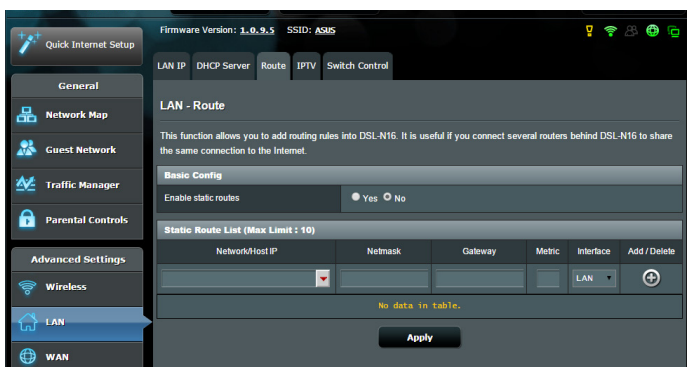 Firmware Version: 1.0.9.5 SSID: ASUS
Quick Internet Setup
LAN IP DHCP Server Route IPTV Switch Control
General
Network Map
Guest Network
Traffic Manager
Parental Controls
Advanced Settings
Wireless
LAN
WAN
LAN - Route
This function allows you to add routing rules into DSL-N16. It is useful if you connect several routers behind DSL-N16 to share
the same connection to the Internet.
Basic Config
Enable static routes Yes No
Static Route List (Max Limit : 10)
Network/Host IP Netmask Gateway Metric Interface Add / Delete
LAN
No data in table.
Apply